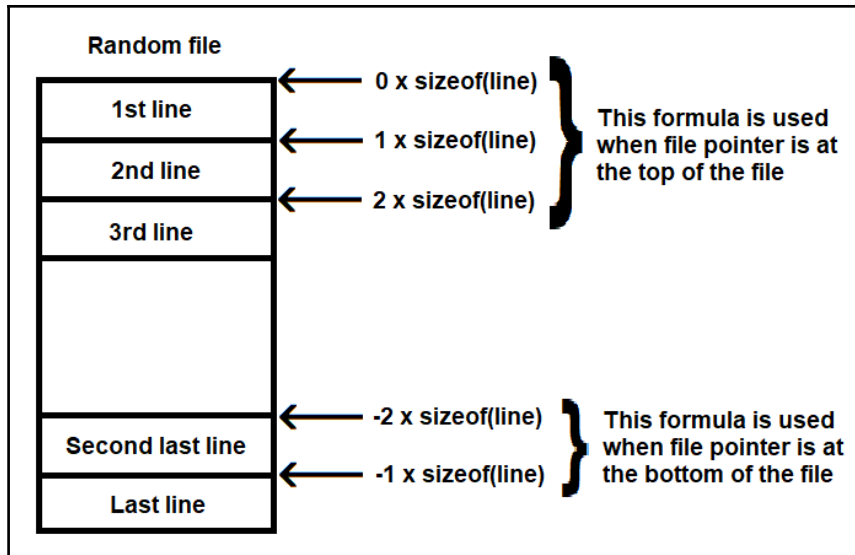 Random file
1st line
2nd line
3rd line
Second last line
Last line
0 x sizeof(line)
1 x sizeof(line)
2 x sizeof(line)
This formula is used
when file pointer is at
the top of the file
-2 x sizeof(line)
-1 x sizeof(line)
This formula is used
when file pointer is at
the bottom of the file